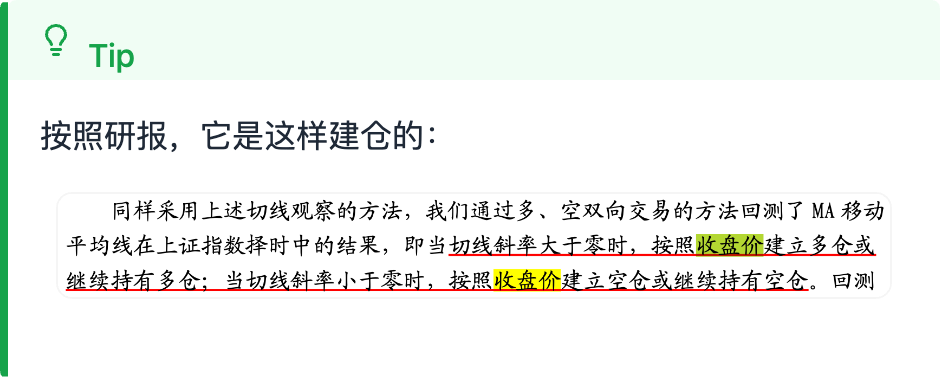 Tip
按照研报，它是这样建仓的：
同样采用上述切线观察的方法，我们通过多、空双向交易的方法回测了 MA 移动
平均线在上证指数择时中的结果，即当切线斜率大于零时，按照收盘价建立多仓或
继续持有多仓；当切线斜率小于零时，按照收盘价建立空仓或继续持有空仓。回测